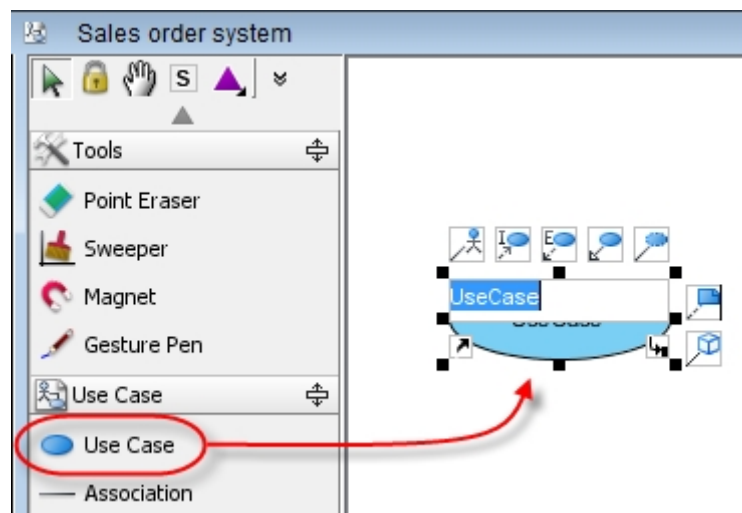 Sales order system
S
Tools
Point Eraser
Sweeper
Magnet
Gesture Pen
Use Case
Use Case
Association
I
E
UseCase